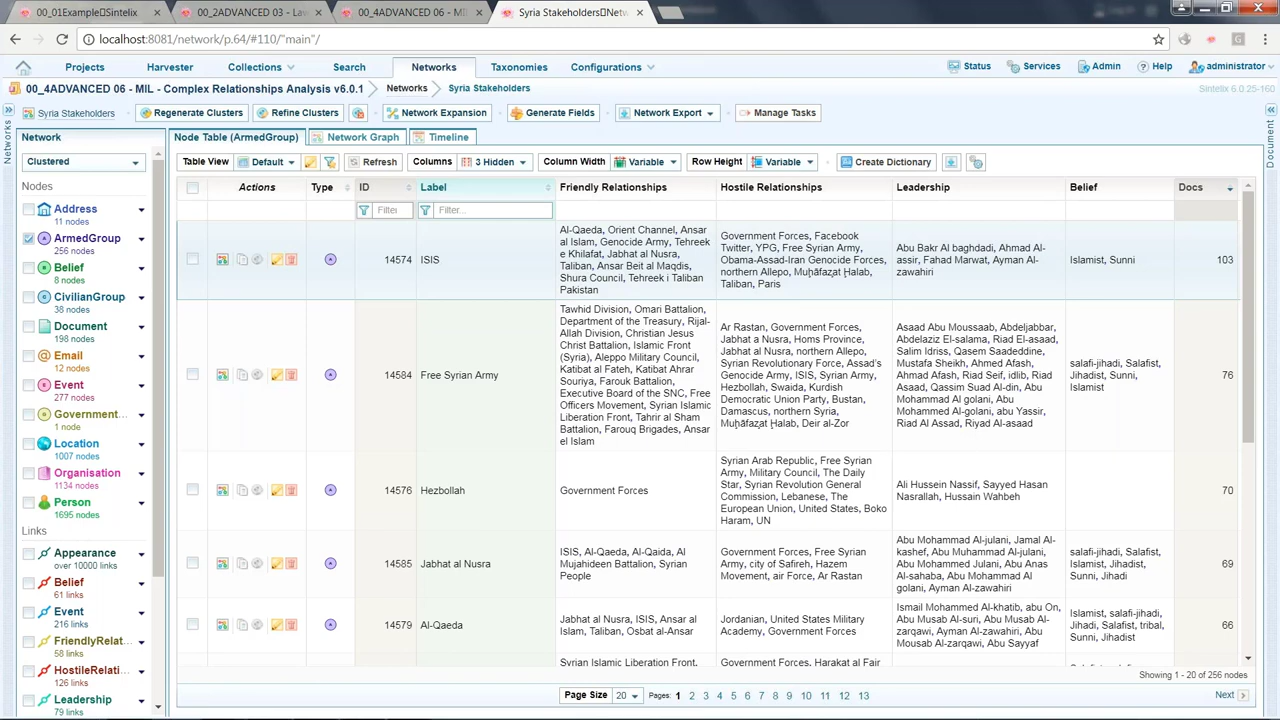 00_01Example Sintelix
00_2ADVANCED 03 - La
00_4ADVANCED 06 - MI
Syria Stakeholders Netw
localhost:8081/network/p.64/#110/"main"/
Projects Harvester Collections Search Networks Taxonomies Configurations Status Services Admin Help administrator
00_4ADVANCED 06 - MIL - Complex Relationships Analysis v6.0.1 Networks Syria Stakeholders Sintelix 6.0.25-160
Syria Stakeholders Regenerate Clusters Refine Clusters Network Expansion Generate Fields Network Export Manage Tasks
Networks
Document
Network
Clustered
Nodes
Address
11 nodes
ArmedGroup
256 nodes
Belief
8 nodes
CivilianGroup
38 nodes
Document
198 nodes
Email
12 nodes
Event
277 nodes
Government...
1 node
Location
1007 nodes
Organisation
1134 nodes
Person
1695 nodes
Links
Appearance
over 10000 links
Belief
61 links
Event
216 links
FriendlyRelat...
58 links
HostileRelati...
126 links
Leadership
79 links
Node Table (ArmedGroup) Network Graph Timeline
Table View Default Refresh Columns 3 Hidden Column Width Variable Row Height Variable Create Dictionary
Actions Type ID Label Friendly Relationships Hostile Relationships Leadership Belief Docs
Filter Filter...
14574 ISIS
Al-Qaeda, Orient Channel, Ansar
al Islam, Genocide Army, Tehreek
e Khilafat, Jabhat al Nusra,
Taliban, Ansar Beit al Maqdis,
Shura Council, Tehreek i Taliban
Pakistan
Government Forces, Facebook
Twitter, YPG, Free Syrian Army,
Obama-Assad-Iran Genocide Forces,
northern Allepo, Muḩāfaz̧at Ḩalab,
Taliban, Paris
Abu Bakr Al baghdadi, Ahmad Al-
assir, Fahad Marwat, Ayman Al-
zawahiri
Islamist, Sunni
103
14584 Free Syrian Army
Tawhid Division, Omari Battalion,
Department of the Treasury, Rijal-
Allah Division, Christian Jesus
Christ Battalion, Islamic Front
(Syria), Aleppo Military Council,
Katibat al Fateh, Katibat Ahrar
Souriya, Farouk Battalion,
Executive Board of the SNC, Free
Officers Movement, Syrian Islamic
Liberation Front, Tahrir al Sham
Battalion, Farouq Brigades, Ansar
el Islam
Ar Rastan, Government Forces,
Jabhat a Nusra, Homs Province,
Jabhat al Nusra, northern Allepo,
Syrian Revolutionary Force, Assad's
Genocide Army, ISIS, Syrian Army,
Hezbollah, Swaida, Kurdish
Democratic Union Party, Bustan,
Damascus, northern Syria,
Muḩāfaz̧at Ḩalab, Deir al-Zor
Asaad Abu Moussaab, Abdeljabbar,
Abdelaziz El-salama, Riad El-asaad,
Salim Idriss, Qasem Saadeddine,
Mustafa Sheikh, Ahmed Afash,
Ahmad Afash, Riad Seif, idlib, Riad
Asaad, Qassim Suad Al-din, Abu
Mohammad Al golani, Abu
Mohammed Al-golani, abu Yassir,
Riad Al Assad, Riyad Al-asaad
salafi-jihadi, Salafist,
Jihadist, Sunni,
Islamist
76
14576 Hezbollah
Government Forces
Syrian Arab Republic, Free Syrian
Army, Military Council, The Daily
Star, Syrian Revolution General
Commission, Lebanese, The
European Union, United States, Boko
Haram, UN
Ali Hussein Nassif, Sayyed Hasan
Nasrallah, Hussain Wahbeh
70
14585 Jabhat al Nusra
ISIS, Al-Qaeda, Al-Qaida, Al
Mujahideen Battalion, Syrian
People
Government Forces, Free Syrian
Army, city of Safireh, Hazem
Movement, air Force, Ar Rastan
Abu Mohammad Al-julani, Jamal Al-
kashef, Abu Muhammad Al-julani,
Abu Mohammed Julani, Abu Anas
Al-sahaba, Abu Mohammad Al
golani, Ayman Al-zawahiri
salafi-jihadi, Salafist,
Islamist, Jihadist,
Sunni, Jihadi
69
14579 Al-Qaeda
Jabhat al Nusra, ISIS, Ansar al
Islam, Taliban, Osbat al-Ansar
Jordanian, United States Military
Academy, Government Forces
Ismail Mohammed Al-khatib, abu On,
Abu Musab Al-suri, Abu Musab Al-
zarqawi, Ayman Al-zawahiri, Abu
Mousab Al-zarqawi, Abu Sayyaf
Islamist, salafi-jihadi,
Jihadi, Salafist, tribal,
Sunni, Jihadist
66
Syrian Islamic Liberation Front,
Government Forces, Harakat al Fair
Showing 1 - 20 of 256 nodes
Page Size 20 Pages: 1 2 3 4 5 6 7 8 9 10 11 12 13 Next